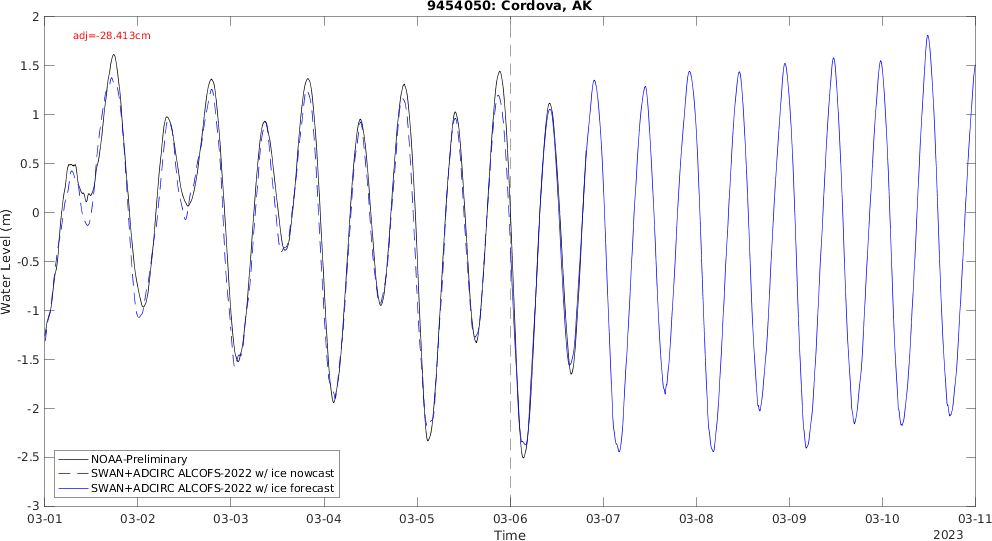 9454050: Cordova, AK
adj=-28.413cm
2
1.5
1
0.5
0
-0.5
-1
-1.5
-2
-2.5
-3
Water Level (m)
NOAA-Preliminary
SWAN+ADCIRC ALCOFS-2022 w/ ice nowcast
SWAN+ADCIRC ALCOFS-2022 w/ ice forecast
03-01 03-02 03-03 03-04 03-05 03-06 03-07 03-08 03-09 03-10 03-11
Time
2023